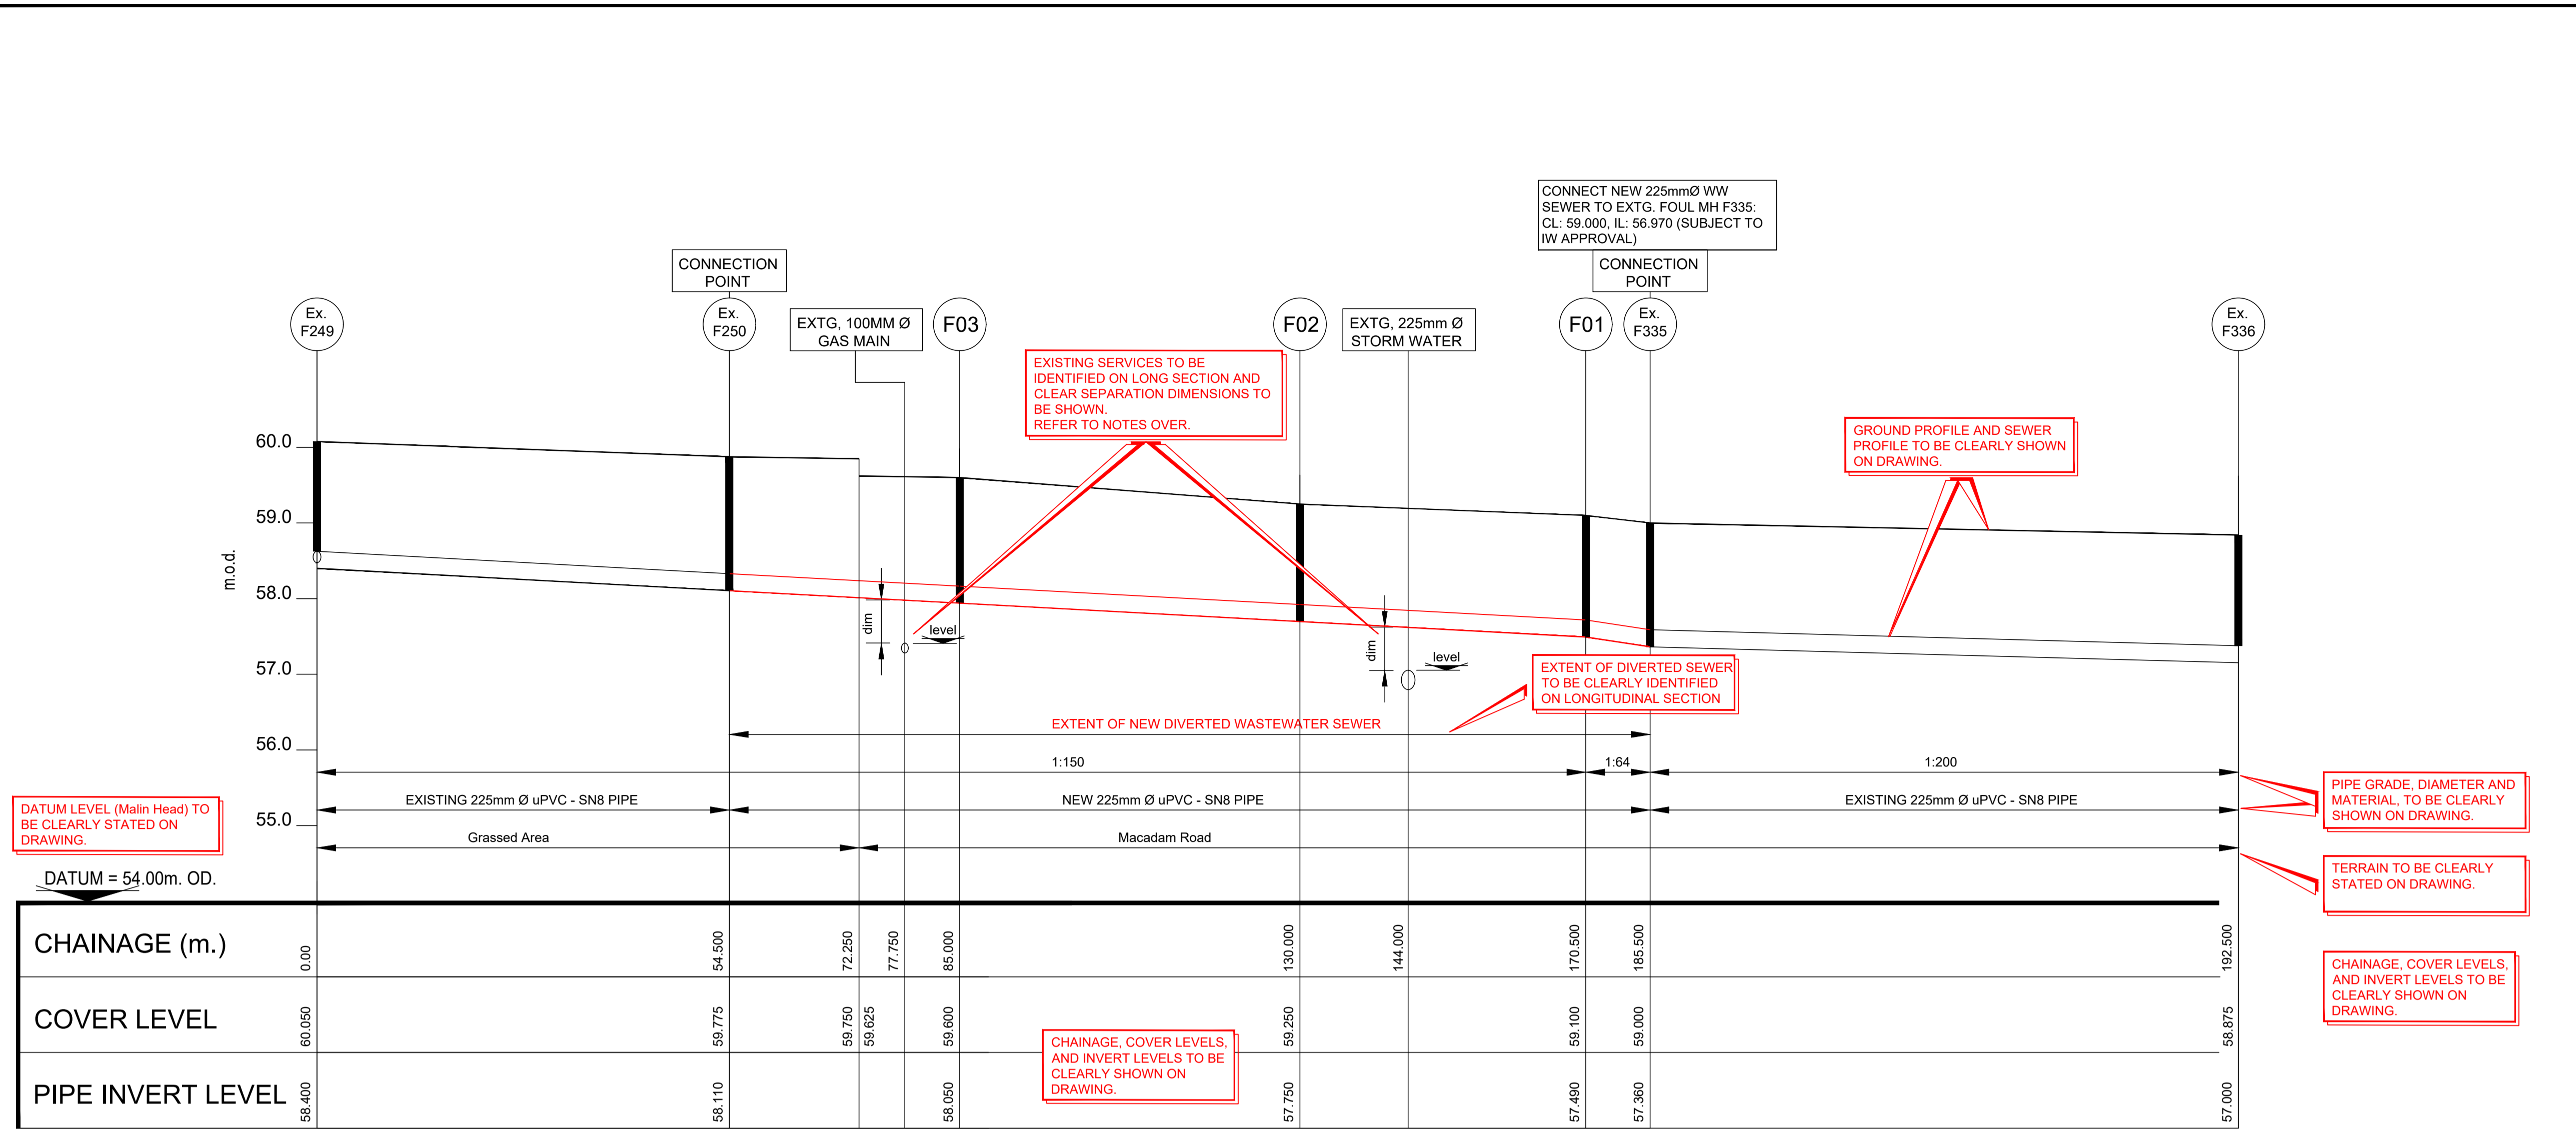 CONNECT NEW 225mmØ WW
SEWER TO EXTG. FOUL MH F335:
CL: 59.000, IL: 56.970 (SUBJECT TO
IW APPROVAL)
CONNECTION
POINT
CONNECTION
POINT
Ex.
F249
Ex.
F250
EXTG, 100MM Ø
GAS MAIN
F03
F02
EXTG, 225mm Ø
STORM WATER
F01
Ex.
F335
Ex.
F336
EXISTING SERVICES TO BE
IDENTIFIED ON LONG SECTION AND
CLEAR SEPARATION DIMENSIONS TO
BE SHOWN.
REFER TO NOTES OVER.
GROUND PROFILE AND SEWER
PROFILE TO BE CLEARLY SHOWN
ON DRAWING.
m.o.d.
60.0
59.0
58.0
57.0
56.0
55.0
dim
level
dim
level
EXTENT OF DIVERTED SEWER
TO BE CLEARLY IDENTIFIED
ON LONGITUDINAL SECTION
EXTENT OF NEW DIVERTED WASTEWATER SEWER
1:150
1:64
1:200
EXISTING 225mm Ø uPVC - SN8 PIPE
NEW 225mm Ø uPVC - SN8 PIPE
EXISTING 225mm Ø uPVC - SN8 PIPE
Grassed Area
Macadam Road
DATUM LEVEL (Malin Head) TO
BE CLEARLY STATED ON
DRAWING.
PIPE GRADE, DIAMETER AND
MATERIAL, TO BE CLEARLY
SHOWN ON DRAWING.
TERRAIN TO BE CLEARLY
STATED ON DRAWING.
DATUM = 54.00m. OD.
CHAINAGE (m.)
0.00
54.500
72.250
77.750
85.000
130.000
144.000
170.500
185.500
192.500
COVER LEVEL
60.050
59.775
59.750
59.625
59.600
59.250
59.100
59.000
58.875
PIPE INVERT LEVEL
58.400
58.110
58.050
57.750
57.490
57.360
57.000
CHAINAGE, COVER LEVELS,
AND INVERT LEVELS TO BE
CLEARLY SHOWN ON
DRAWING.
CHAINAGE, COVER LEVELS,
AND INVERT LEVELS TO BE
CLEARLY SHOWN ON
DRAWING.